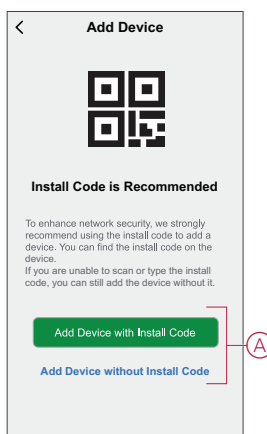 Add Device
Install Code is Recommended
To enhance network security, we strongly
recommend using the install code to add a
device. You can find the install code on the
device.
If you are unable to scan or type the install
code, you can still add the device without it.
Add Device with Install Code
A
Add Device without Install Code